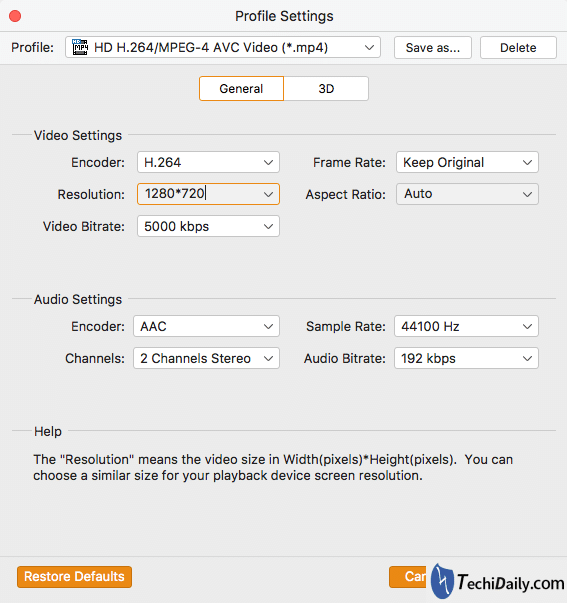 Profile Settings
Profile: HD H.264/MPEG-4 AVC Video (*.mp4) Save as... Delete
General 3D
Video Settings
Encoder: H.264 Frame Rate: Keep Original
Resolution: 1280*720 Aspect Ratio: Auto
Video Bitrate: 5000 kbps
Audio Settings
Encoder: AAC Sample Rate: 44100 Hz
Channels: 2 Channels Stereo Audio Bitrate: 192 kbps
Help
The "Resolution" means the video size in Width(pixels)*Height(pixels). You can
choose a similar size for your playback device screen resolution.
Restore Defaults TechiDaily.com